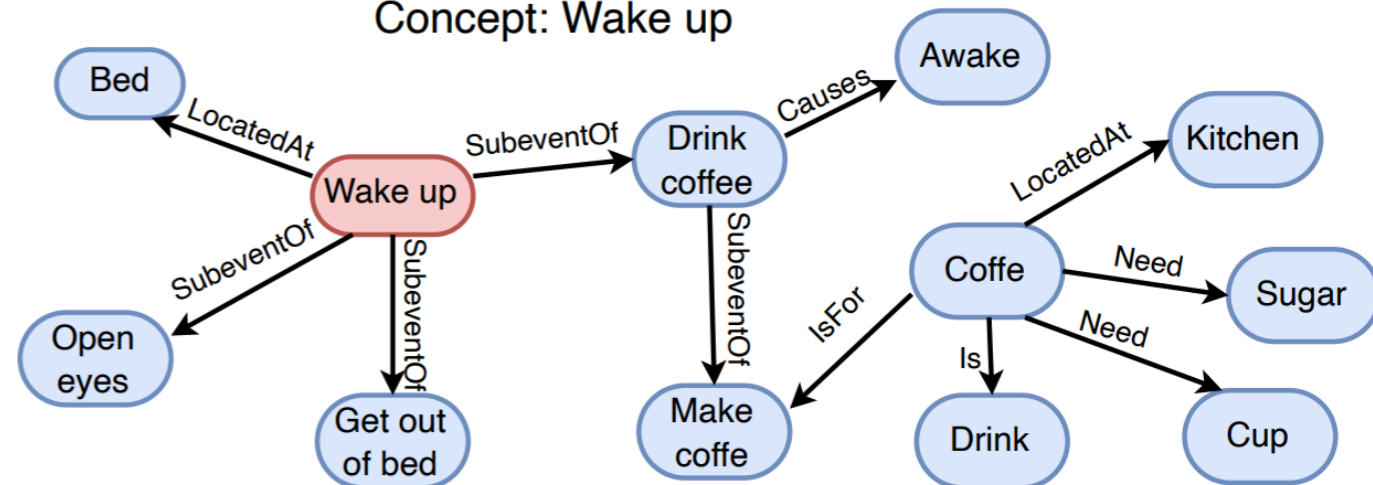 Concept: Wake up
Bed
LocatedAt
Wake up
SubeventOf
Drink
coffee
Causes
Awake
LocatedAt
Kitchen
SubeventOf
Open
eyes
SubeventOf
Get out
of bed
SubeventOf
Make
coffe
IsFor
Coffe
Need
Sugar
Need
Cup
Is
Drink